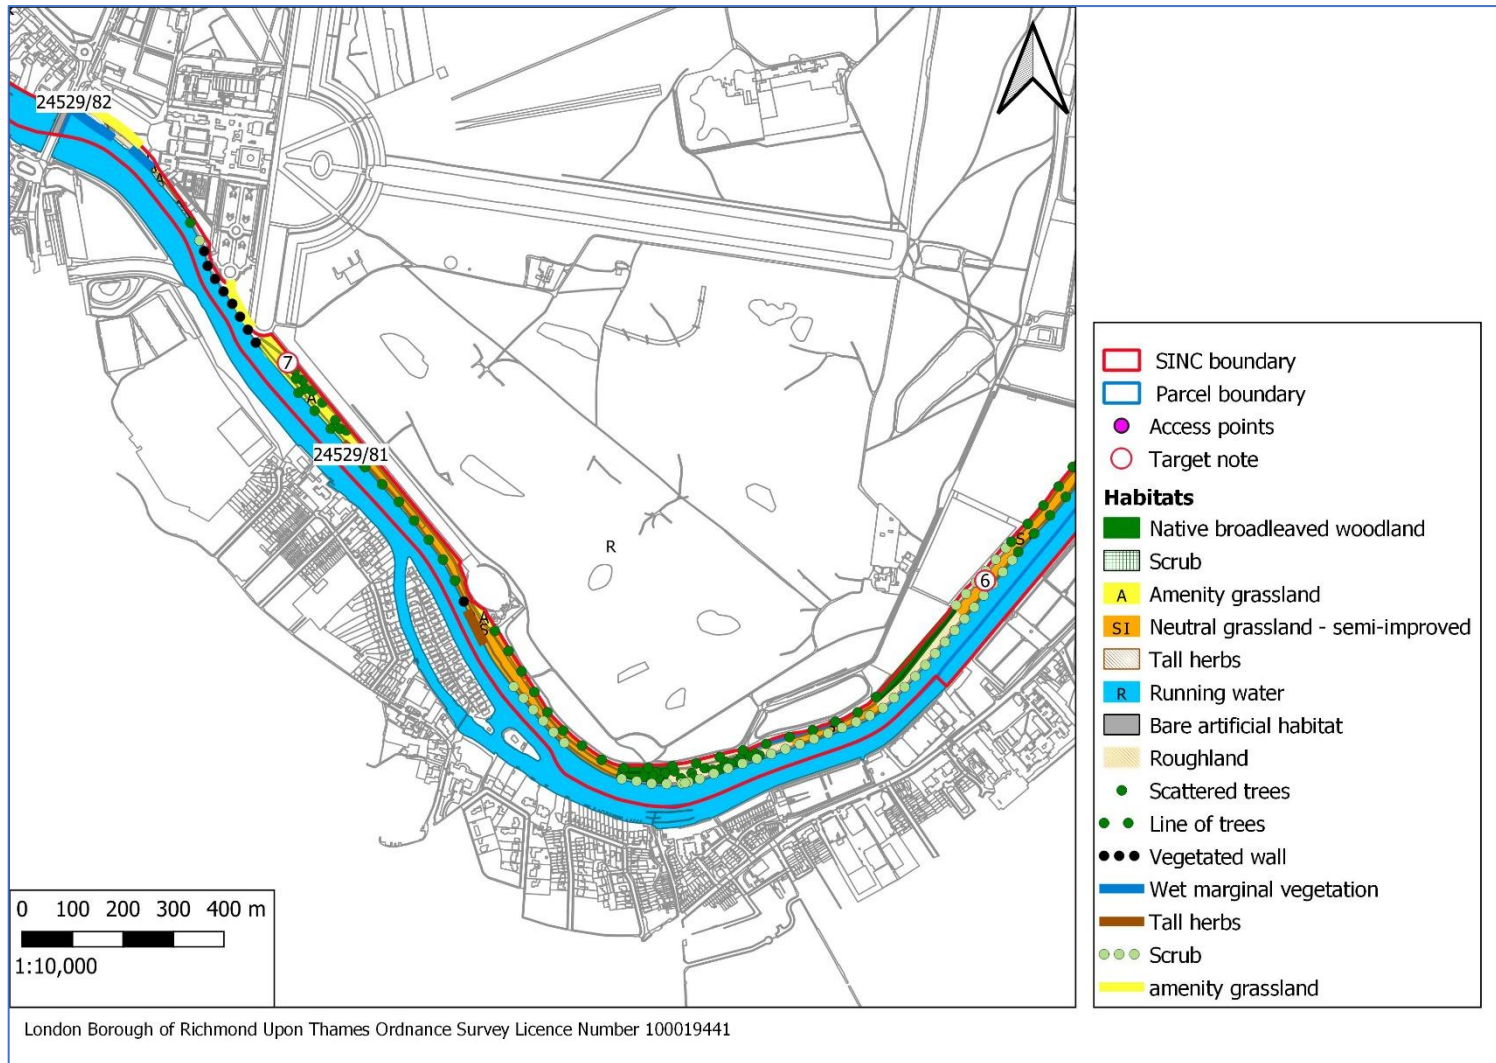 24529/82
7
A
24529/81
R
A
S
S
6
SINC boundary
Parcel boundary
Access points
Target note
Habitats
Native broadleaved woodland
Scrub
A Amenity grassland
SI Neutral grassland - semi-improved
Tall herbs
R Running water
Bare artificial habitat
Roughland
Scattered trees
Line of trees
Vegetated wall
Wet marginal vegetation
Tall herbs
Scrub
amenity grassland
0 100 200 300 400 m
1:10,000
London Borough of Richmond Upon Thames Ordnance Survey Licence Number 100019441